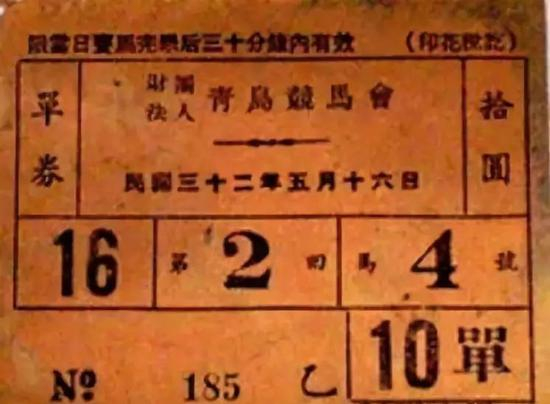 限當日賽馬完畢后三十分鐘內有效 (印花稅訖)
單券
財團法人 青島競馬會
拾圓
民國三十二年五月十六日
16 第 2 回 馬 4 號
10 單
Nº 185 乙